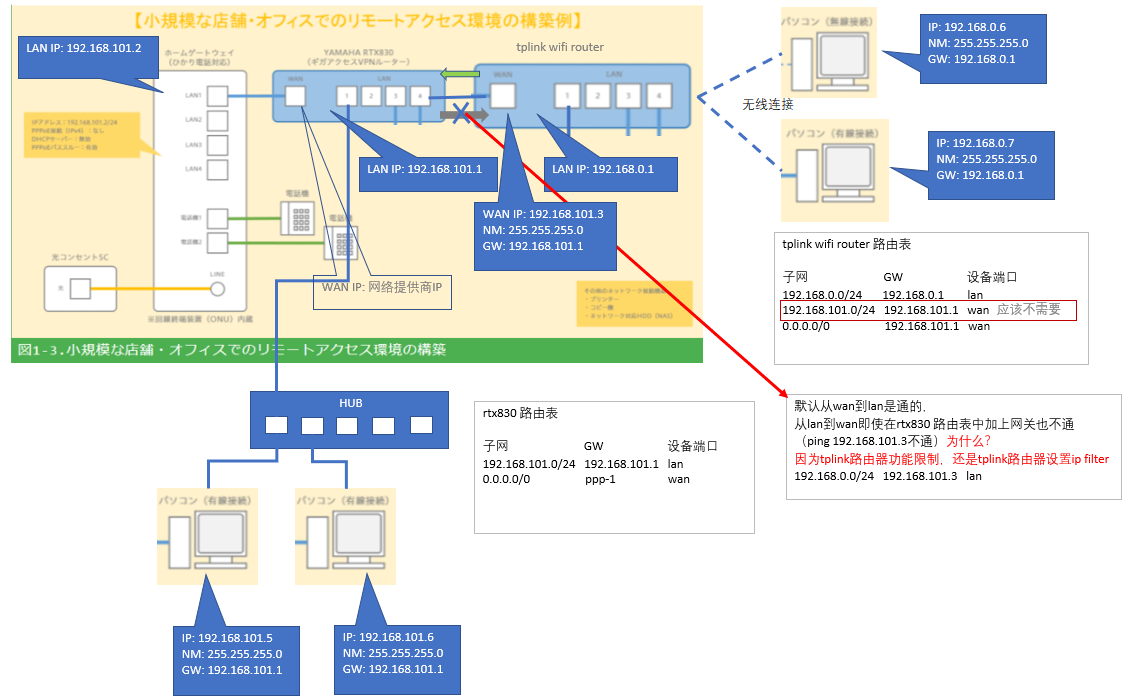 【小規模な店舗・オフィスでのリモートアクセス環境の構築例】
LAN IP: 192.168.101.2
ホームゲートウェイ
（ひかり電話対応）
YAMAHA RTX830
（ギガアクセスVPNルーター）
tplink wifi router
パソコン（無線接続）
IP: 192.168.0.6
NM: 255.255.255.0
GW: 192.168.0.1
WAN
LAN
WAN
LAN
LAN1
LAN2
LAN3
LAN4
1
2
3
4
1
2
3
4
无线连接
IPアドレス：192.168.101.2/24
PPPoE接続（IPv4）：なし
DHCPサーバー：無効
PPPoEパススルー：有効
パソコン（有線接続）
IP: 192.168.0.7
NM: 255.255.255.0
GW: 192.168.0.1
LAN IP: 192.168.101.1
LAN IP: 192.168.0.1
電話機
電話機
電話機1
電話機2
WAN IP: 192.168.101.3
NM: 255.255.255.0
GW: 192.168.101.1
光コンセントSC
光
LINE
※回線終端装置（ONU）内蔵
WAN IP: 网络提供商IP
・プリンター
・コピー機
・ネットワーク対応HDD（NAS）
図1-3.小規模な店舗・オフィスでのリモートアクセス環境の構築
tplink wifi router 路由表
子网 GW 设备端口
192.168.0.0/24 192.168.0.1 lan
192.168.101.0/24 192.168.101.1 wan 应该不需要
0.0.0.0/0 192.168.101.1 wan
HUB
rtx830 路由表
子网 GW 设备端口
192.168.101.0/24 192.168.101.1 lan
0.0.0.0/0 ppp-1 wan
默认从wan到lan是通的,
从lan到wan即使在rtx830 路由表中加上网关也不通
（ping 192.168.101.3不通）为什么？
因为tplink路由器功能限制，还是tplink路由器设置ip filter
192.168.0.0/24 192.168.101.3 lan
パソコン（有線接続）
パソコン（有線接続）
IP: 192.168.101.5
NM: 255.255.255.0
GW: 192.168.101.1
IP: 192.168.101.6
NM: 255.255.255.0
GW: 192.168.101.1